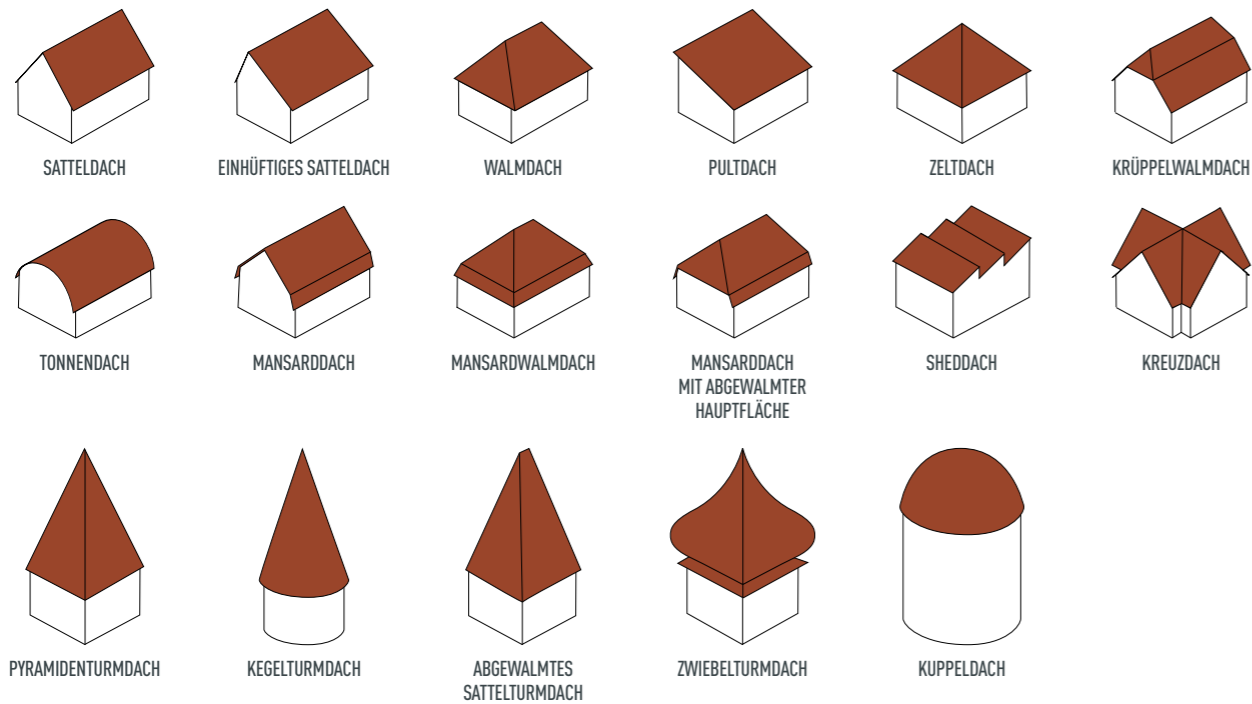 SATTELDACH
EINHÜFTIGES SATTELDACH
WALMDACH
PULTDACH
ZELTDACH
KRÜPPELWALMDACH
TONNENDACH
MANSARDDACH
MANSARDWALMDACH
MANSARDDACH
MIT ABGEWALMTER
HAUPTFLÄCHE
SHEDDACH
KREUZDACH
PYRAMIDENTURMDACH
KEGELTURMDACH
ABGEWALMTES
SATTELTURMDACH
ZWIEBELTURMDACH
KUPPELDACH